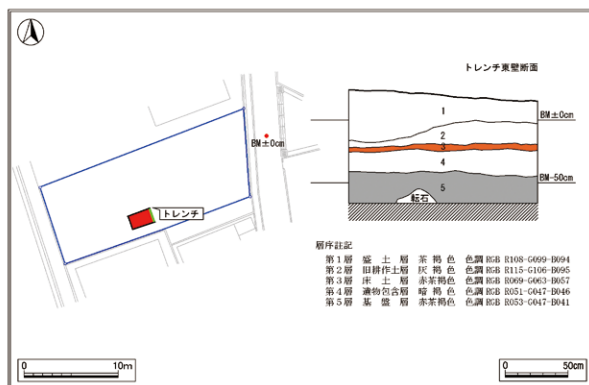 トレンチ東壁断面
BM±0cm
トレンチ
1
2
3
4
5
転石
BM±0cm
BM-50cm
層序註記
第1層 盛土層 茶褐色 色調RGB R108-G099-B094
第2層 旧耕作土層 灰褐色 色調RGB R115-G106-B095
第3層 床土層 赤茶褐色 色調RGB R069-G063-B057
第4層 遺物包含層 暗褐色 色調RGB R051-G047-B046
第5層 基盤層 赤茶褐色 色調RGB R053-G047-B041
0 10m
0 50cm